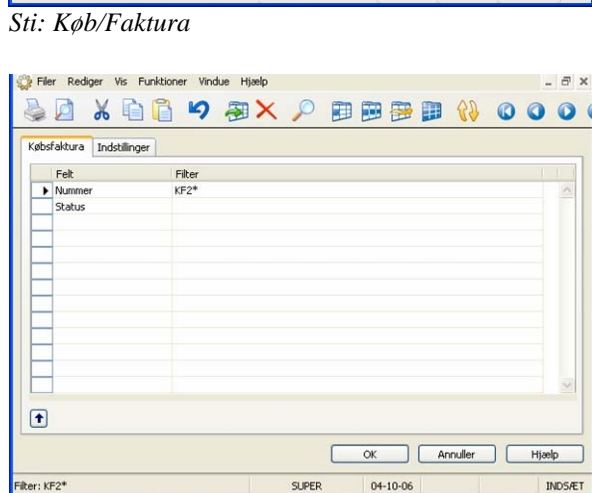 Sti: Køb/Faktura
Filer Rediger Vis Funktioner Vindue Hjælp
Købsfaktura Indstillinger
Felt Filter
Nummer KF2*
Status
OK Annuller Hjælp
Filter: KF2* SUPER 04-10-06 INDSÆT